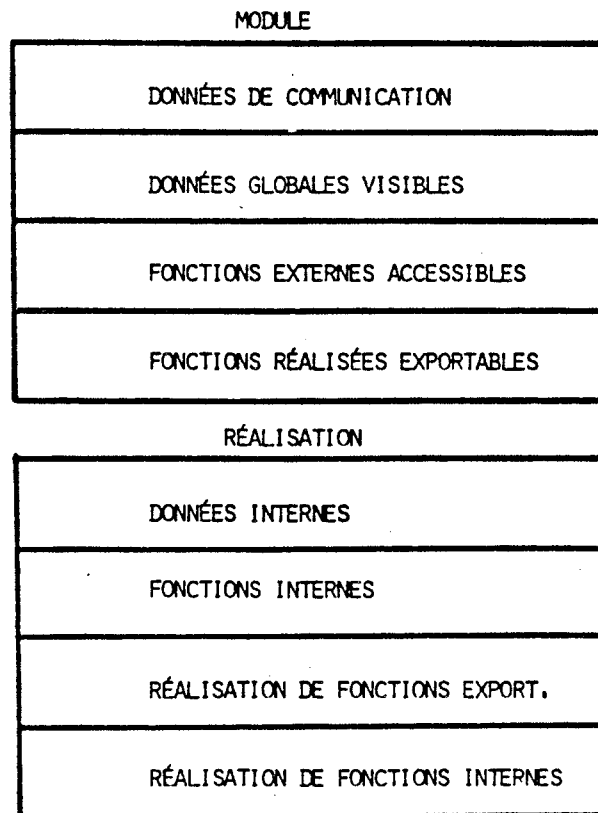 MODULE
DONNÉES DE COMMUNICATION
DONNÉES GLOBALES VISIBLES
FONCTIONS EXTERNES ACCESSIBLES
FONCTIONS RÉALISÉES EXPORTABLES
RÉALISATION
DONNÉES INTERNES
FONCTIONS INTERNES
RÉALISATION DE FONCTIONS EXPORT.
RÉALISATION DE FONCTIONS INTERNES